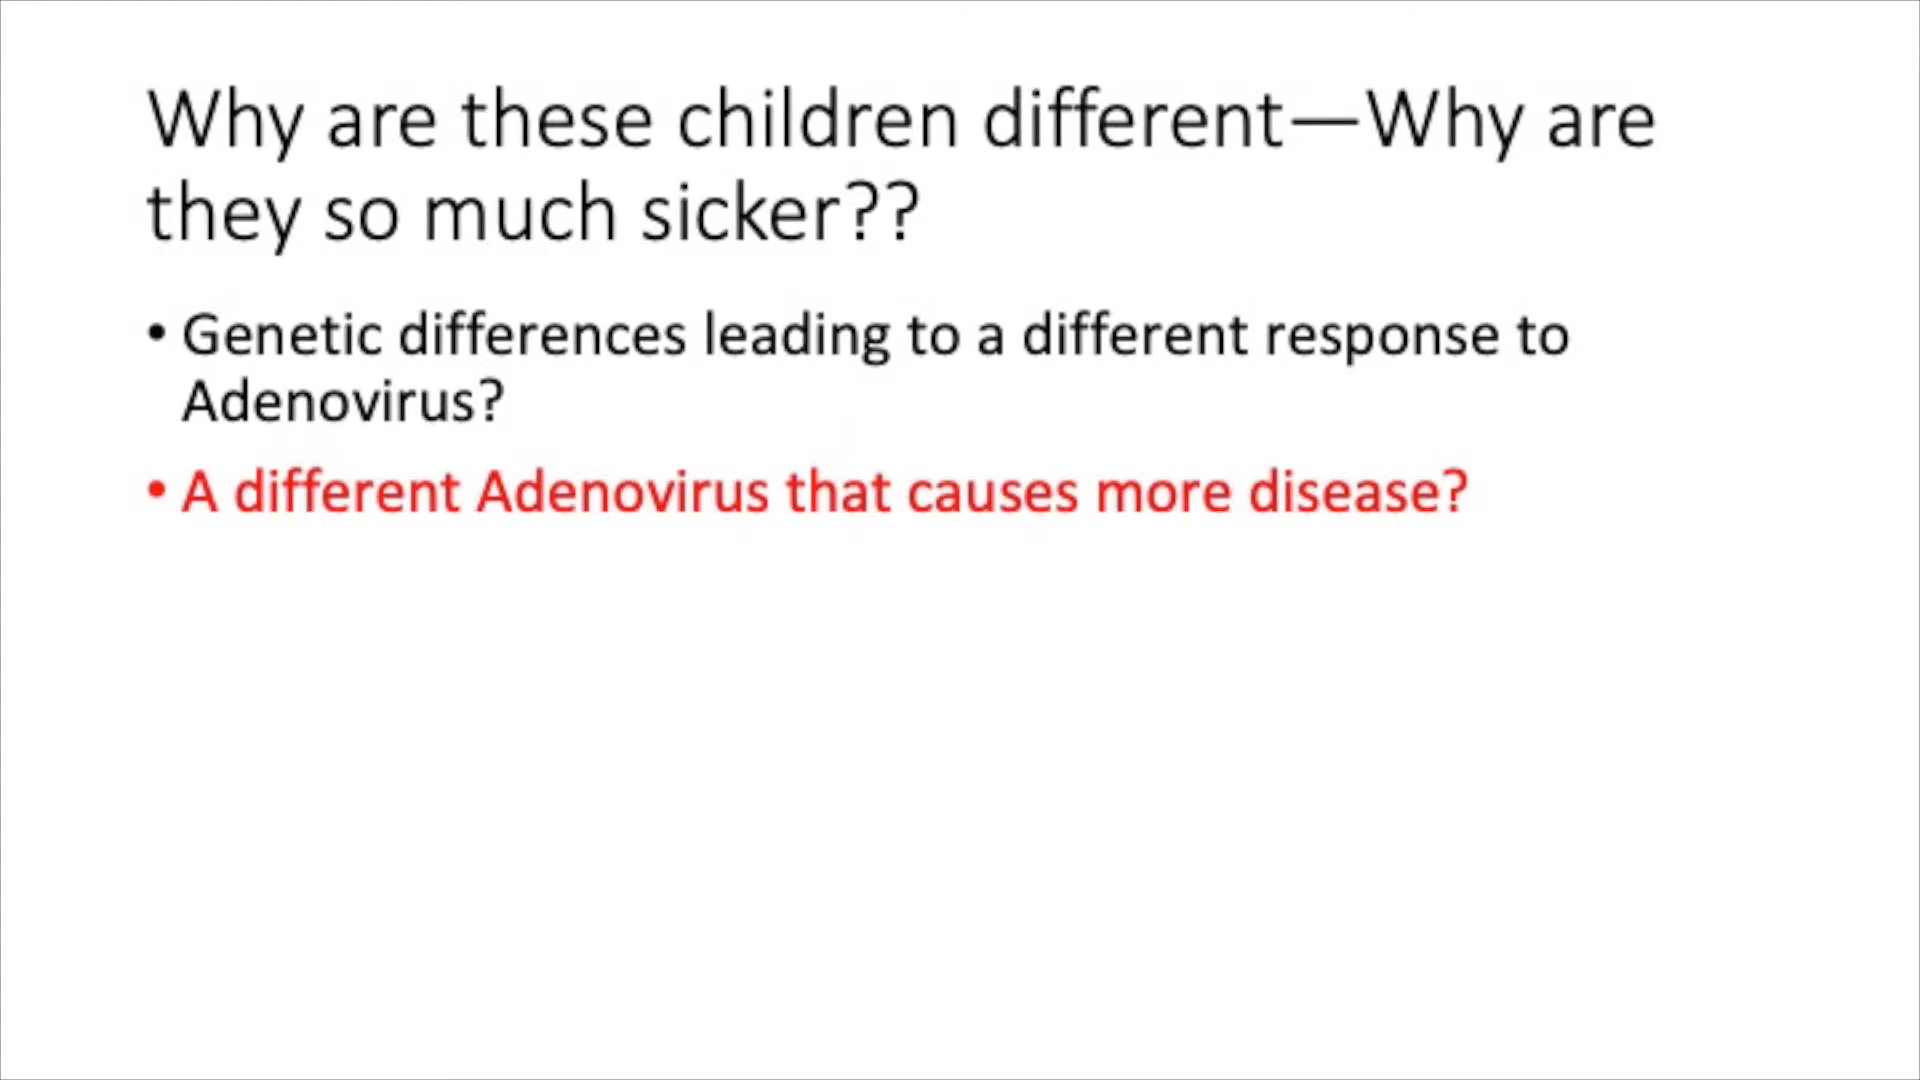 Why are these children different—Why are
they so much sicker??
• Genetic differences leading to a different response to
Adenovirus?
• A different Adenovirus that causes more disease?